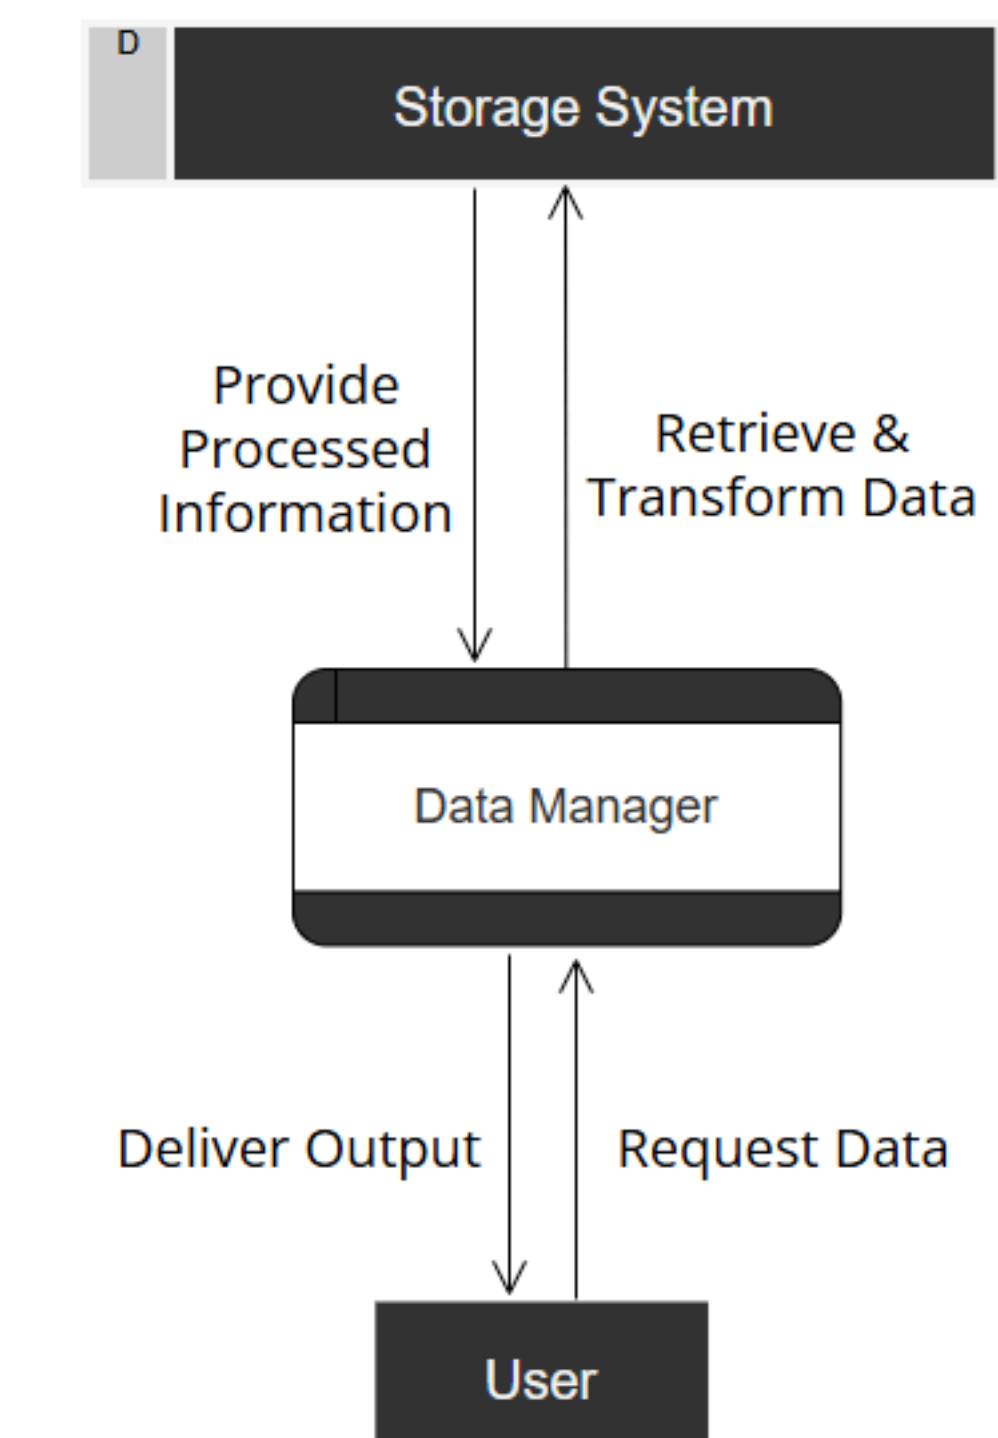 D
Storage System
Provide
Processed
Information
Retrieve &
Transform Data
Data Manager
Deliver Output
Request Data
User